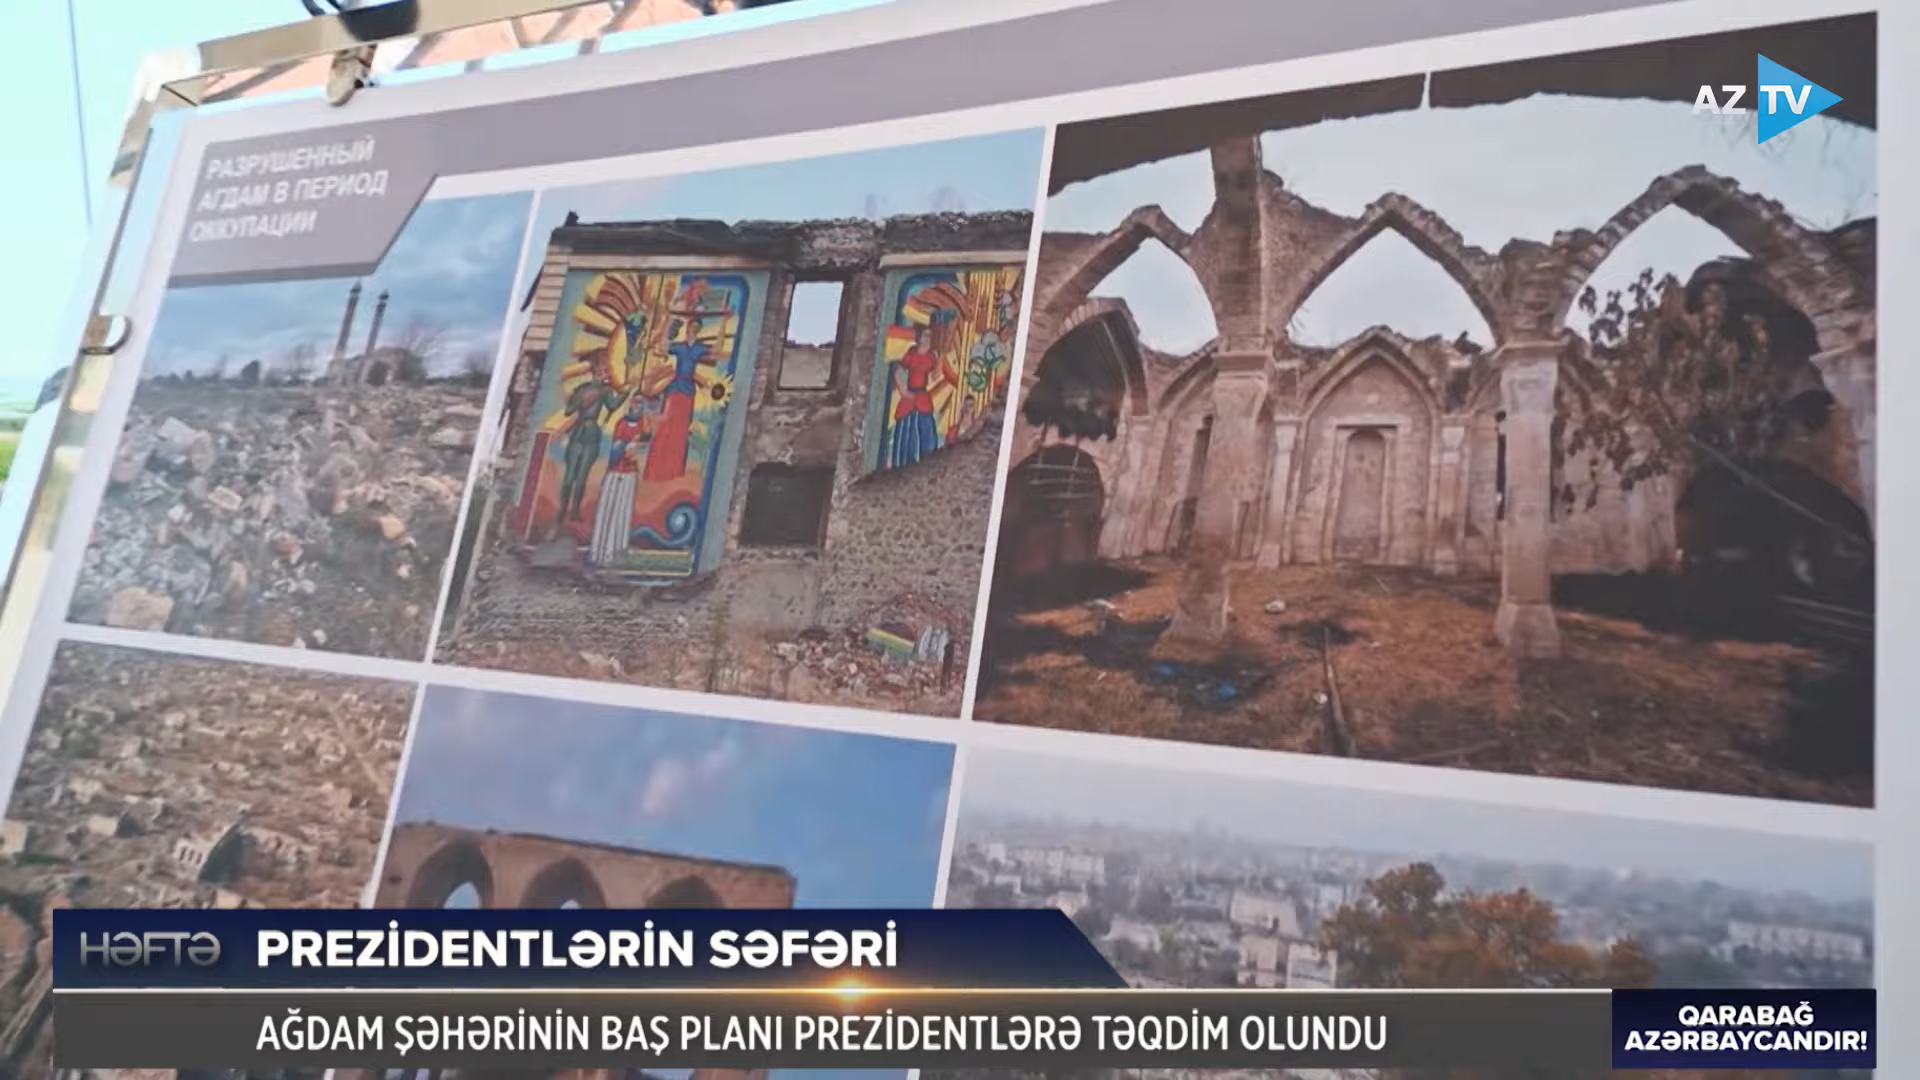 AZ TV
РАЗРУШЕННЫЙ
АГДАМ В ПЕРИОД
ОККУПАЦИИ
HƏFTƏ
PREZİDENTLƏRİN SƏFƏRİ
AĞDAM ŞƏHƏRİNİN BAŞ PLANI PREZİDENTLƏRƏ TƏQDİM OLUNDU
QARABAĞ
AZƏRBAYCANDIR!